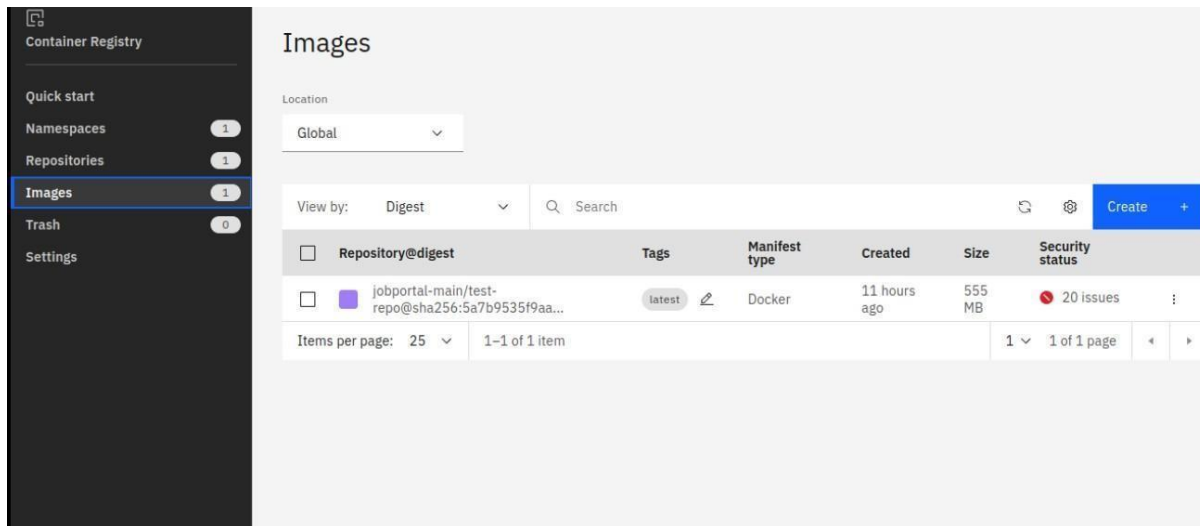 Container Registry
Quick start
Namespaces 1
Repositories 1
Images 1
Trash 0
Settings
Images
Location
Global
View by: Digest Search Create +
Repository@digest Tags Manifest type Created Size Security status
jobportal-main/test-repo@sha256:5a7b9535f9aa... latest Docker 11 hours ago 555 MB 20 issues
Items per page: 25 1–1 of 1 item 1 1 of 1 page